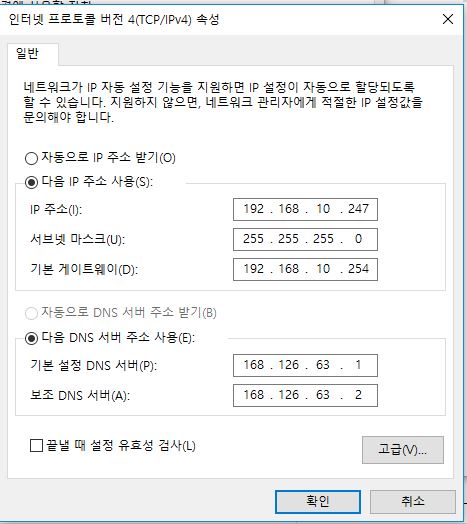 인터넷 프로토콜 버전 4(TCP/IPv4) 속성
일반
네트워크가 IP 자동 설정 기능을 지원하면 IP 설정이 자동으로 할당되도록
할 수 있습니다. 지원하지 않으면, 네트워크 관리자에게 적절한 IP 설정값을
문의해야 합니다.
자동으로 IP 주소 받기(O)
다음 IP 주소 사용(S):
IP 주소(I): 192 . 168 . 10 . 247
서브넷 마스크(U): 255 . 255 . 255 . 0
기본 게이트웨이(D): 192 . 168 . 10 . 254
자동으로 DNS 서버 주소 받기(B)
다음 DNS 서버 주소 사용(E):
기본 설정 DNS 서버(P): 168 . 126 . 63 . 1
보조 DNS 서버(A): 168 . 126 . 63 . 2
끝낼 때 설정 유효성 검사(L)
고급(V)...
확인 취소